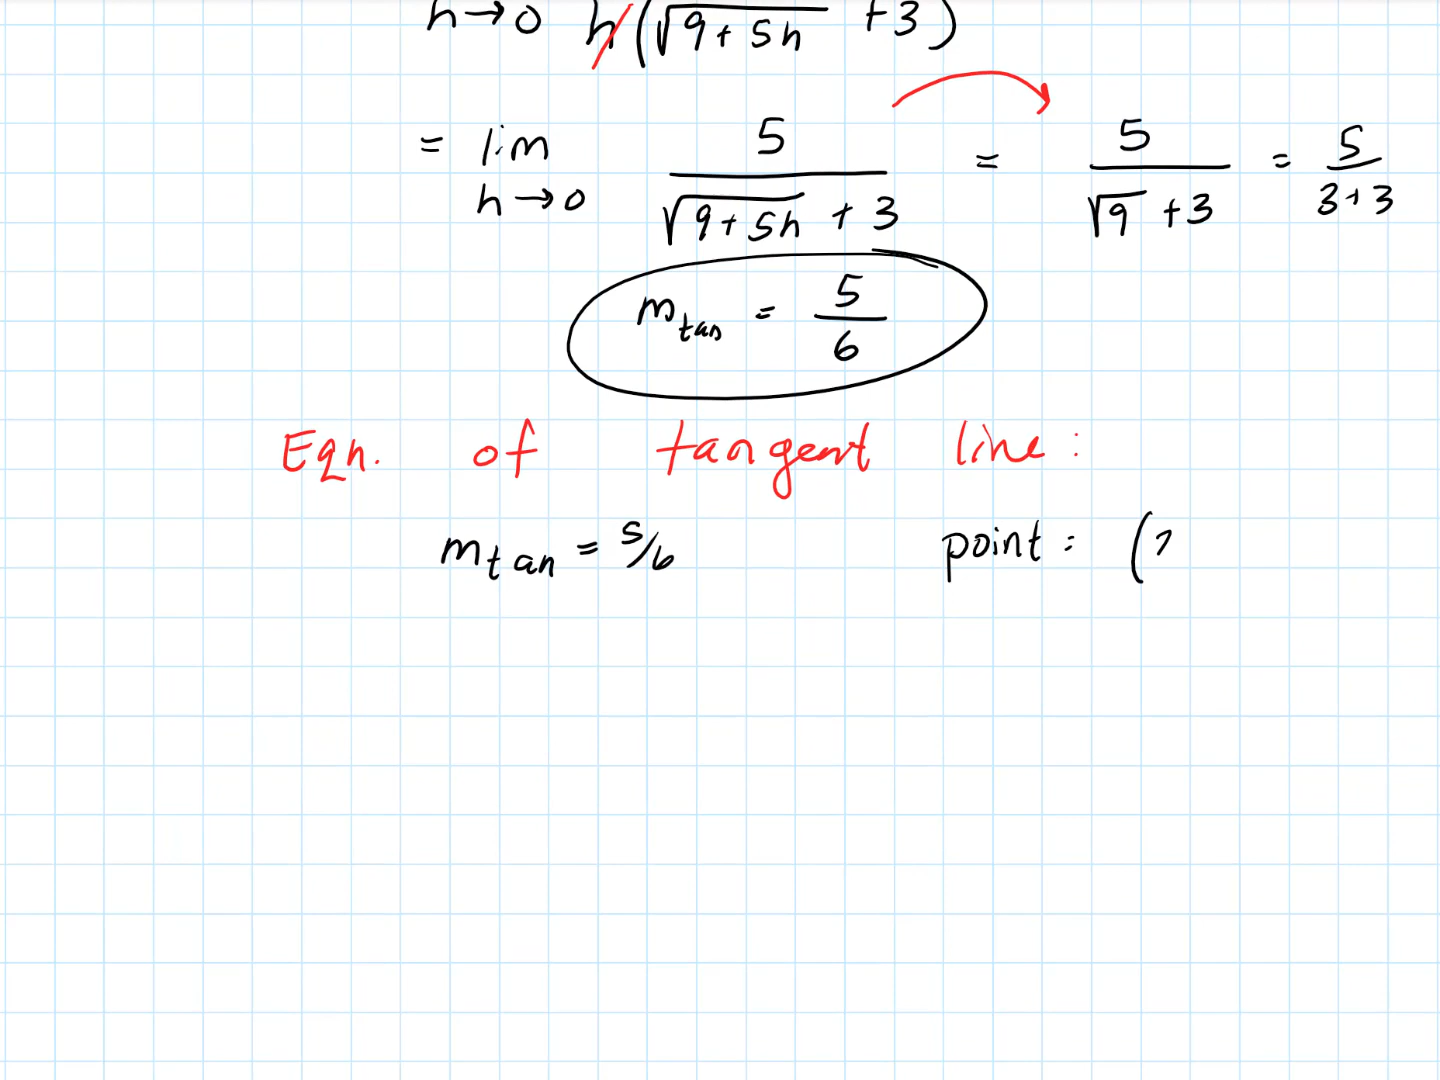 h→0 h(√9+5h +3)
= lim h→0 5/(√9+5h + 3) = 5/(√9 +3) = 5/(3+3)
m_tan = 5/6
Eqn. of tangent line:
m_tan = 5/6 point : (